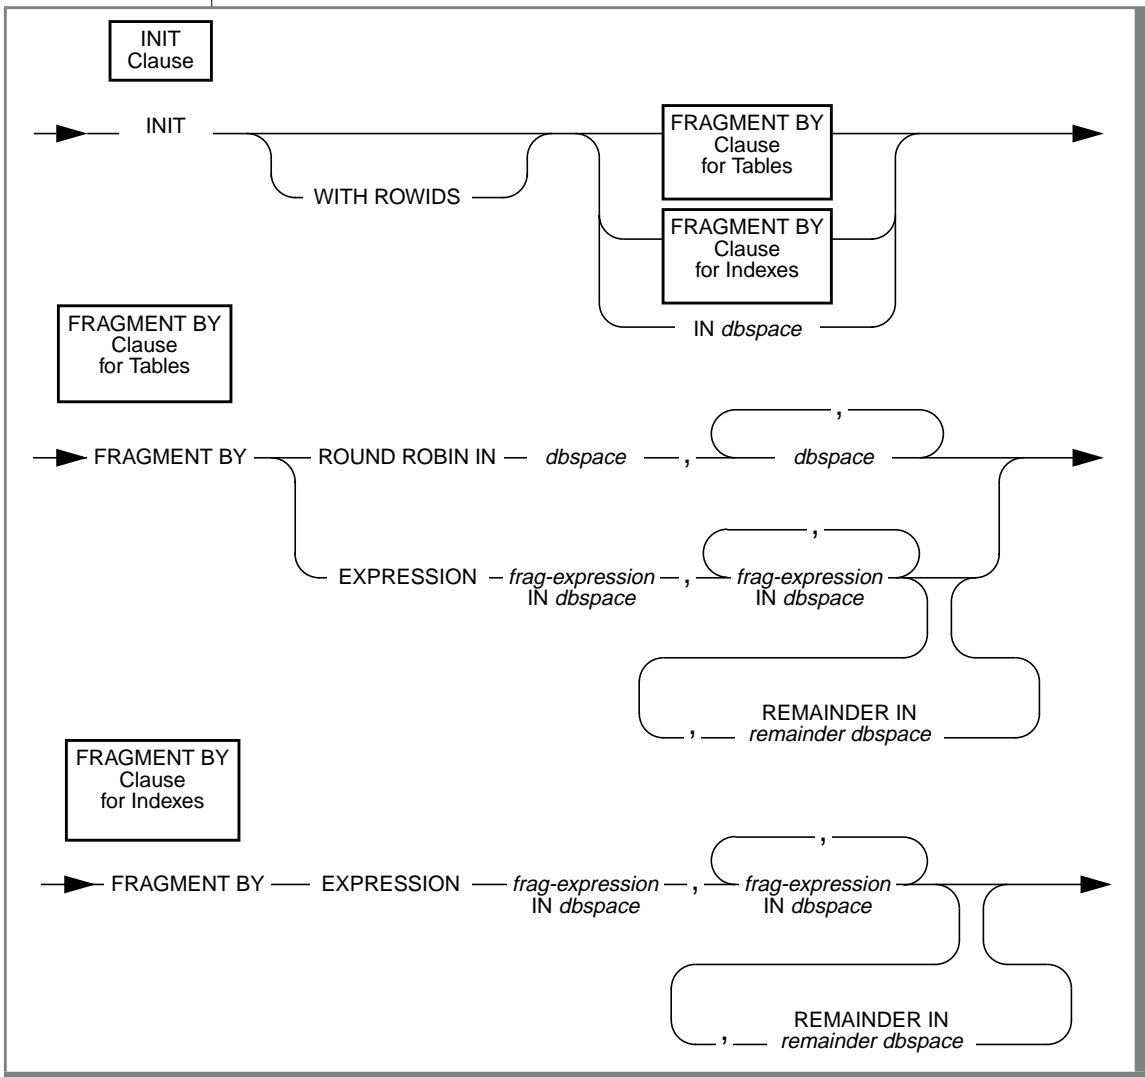 INIT
Clause
INIT
WITH ROWIDS
FRAGMENT BY
Clause
for Tables
FRAGMENT BY
Clause
for Indexes
IN dbspace
FRAGMENT BY
Clause
for Tables
,
FRAGMENT BY ROUND ROBIN IN dbspace , dbspace
,
EXPRESSION frag-expression , frag-expression
IN dbspace IN dbspace
REMAINDER IN
, remainder dbspace
FRAGMENT BY
Clause
for Indexes
,
FRAGMENT BY EXPRESSION frag-expression , frag-expression
IN dbspace IN dbspace
REMAINDER IN
, remainder dbspace